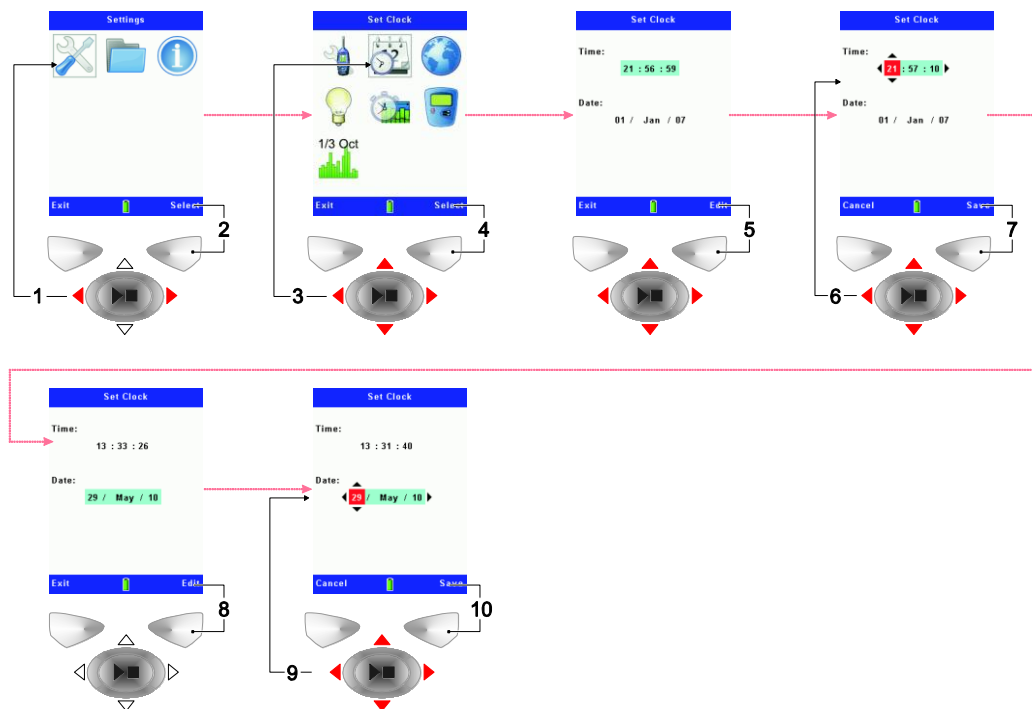 Settings
Exit Select
1
2
Set Clock
12
1/3 Oct
Exit Select
3
4
Set Clock
Time:
21 : 56 : 59
Date:
01 / Jan / 07
Exit Edit
5
Set Clock
Time:
21 : 57 : 10
Date:
01 / Jan / 07
Cancel Save
6
7
Set Clock
Time:
13 : 33 : 26
Date:
29 / May / 10
Exit Edit
8
Set Clock
Time:
13 : 31 : 40
Date:
29 / May / 10
Cancel Save
9
10